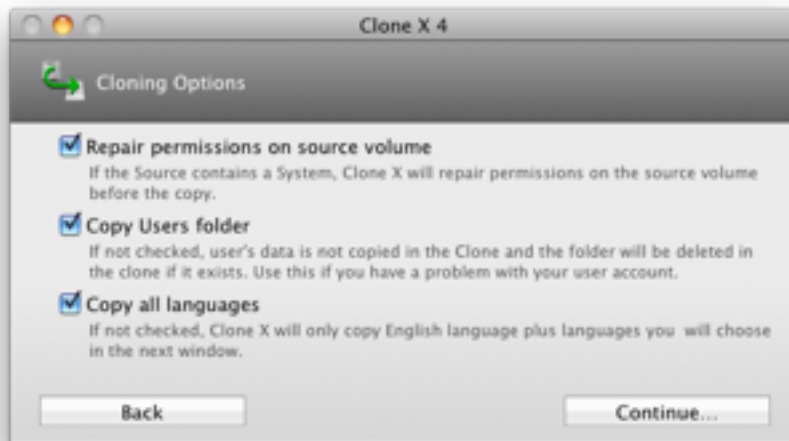 Clone X 4
Cloning Options
Repair permissions on source volume
If the Source contains a System, Clone X will repair permissions on the source volume
before the copy.
Copy Users folder
If not checked, user's data is not copied in the Clone and the folder will be deleted in
the clone if it exists. Use this if you have a problem with your user account.
Copy all languages
If not checked, Clone X will only copy English language plus languages you will choose
in the next window.
Back
Continue...